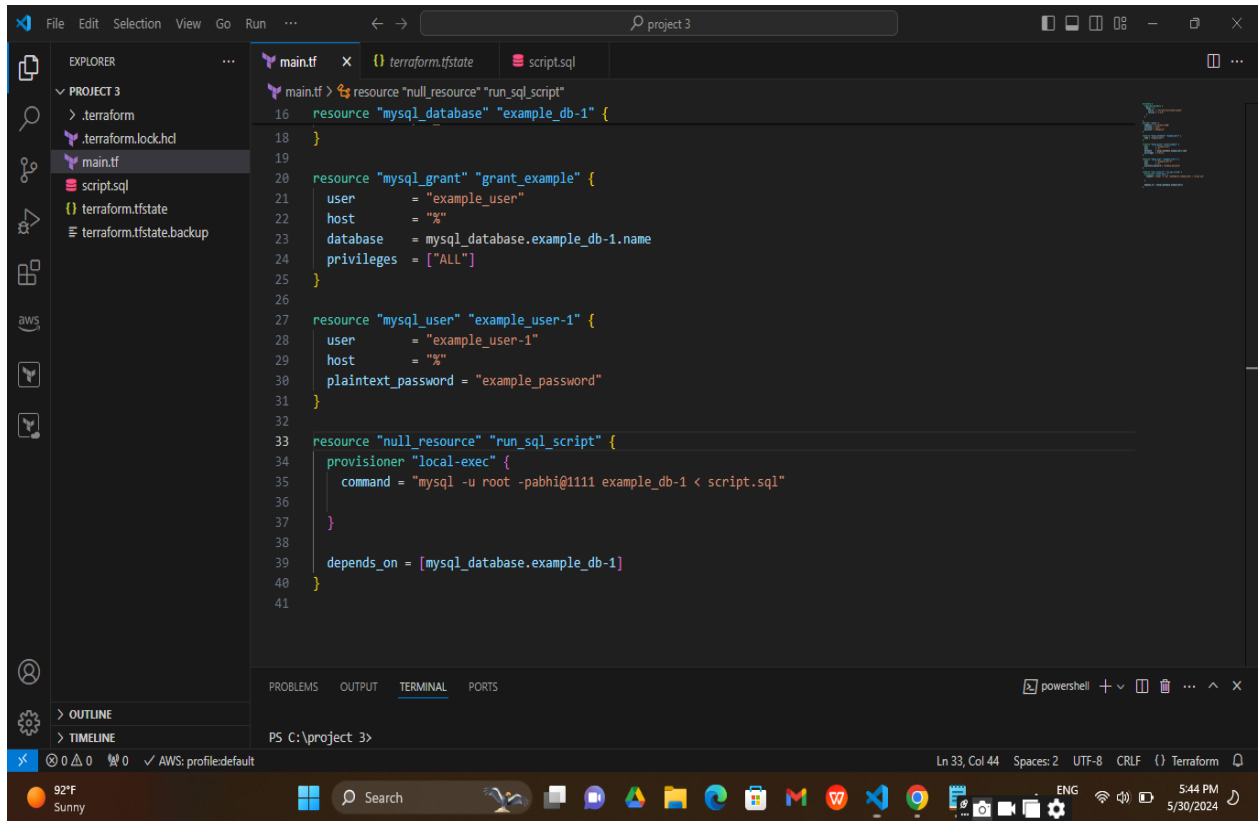 File Edit Selection View Go Run ··· project 3
EXPLORER ···
main.tf terraform.tfstate script.sql
PROJECT 3
main.tf > resource "null_resource" "run_sql_script"
.terraform
.terraform.lock.hcl
main.tf
script.sql
terraform.tfstate
terraform.tfstate.backup
aws
16 resource "mysql_database" "example_db-1" {
18 }
19
20 resource "mysql_grant" "grant_example" {
21 user = "example_user"
22 host = "%"
23 database = mysql_database.example_db-1.name
24 privileges = ["ALL"]
25 }
26
27 resource "mysql_user" "example_user-1" {
28 user = "example_user-1"
29 host = "%"
30 plaintext_password = "example_password"
31 }
32
33 resource "null_resource" "run_sql_script" {
34 provisioner "local-exec" {
35 command = "mysql -u root -pabhi@1111 example_db-1 < script.sql"
36
37 }
38
39 depends_on = [mysql_database.example_db-1]
40 }
41
PROBLEMS OUTPUT TERMINAL PORTS powershell
OUTLINE
TIMELINE
PS C:\project 3>
0 0 0 AWS: profile:default Ln 33, Col 44 Spaces: 2 UTF-8 CRLF {} Terraform
92°F
Sunny
Search
ENG
5:44 PM
5/30/2024